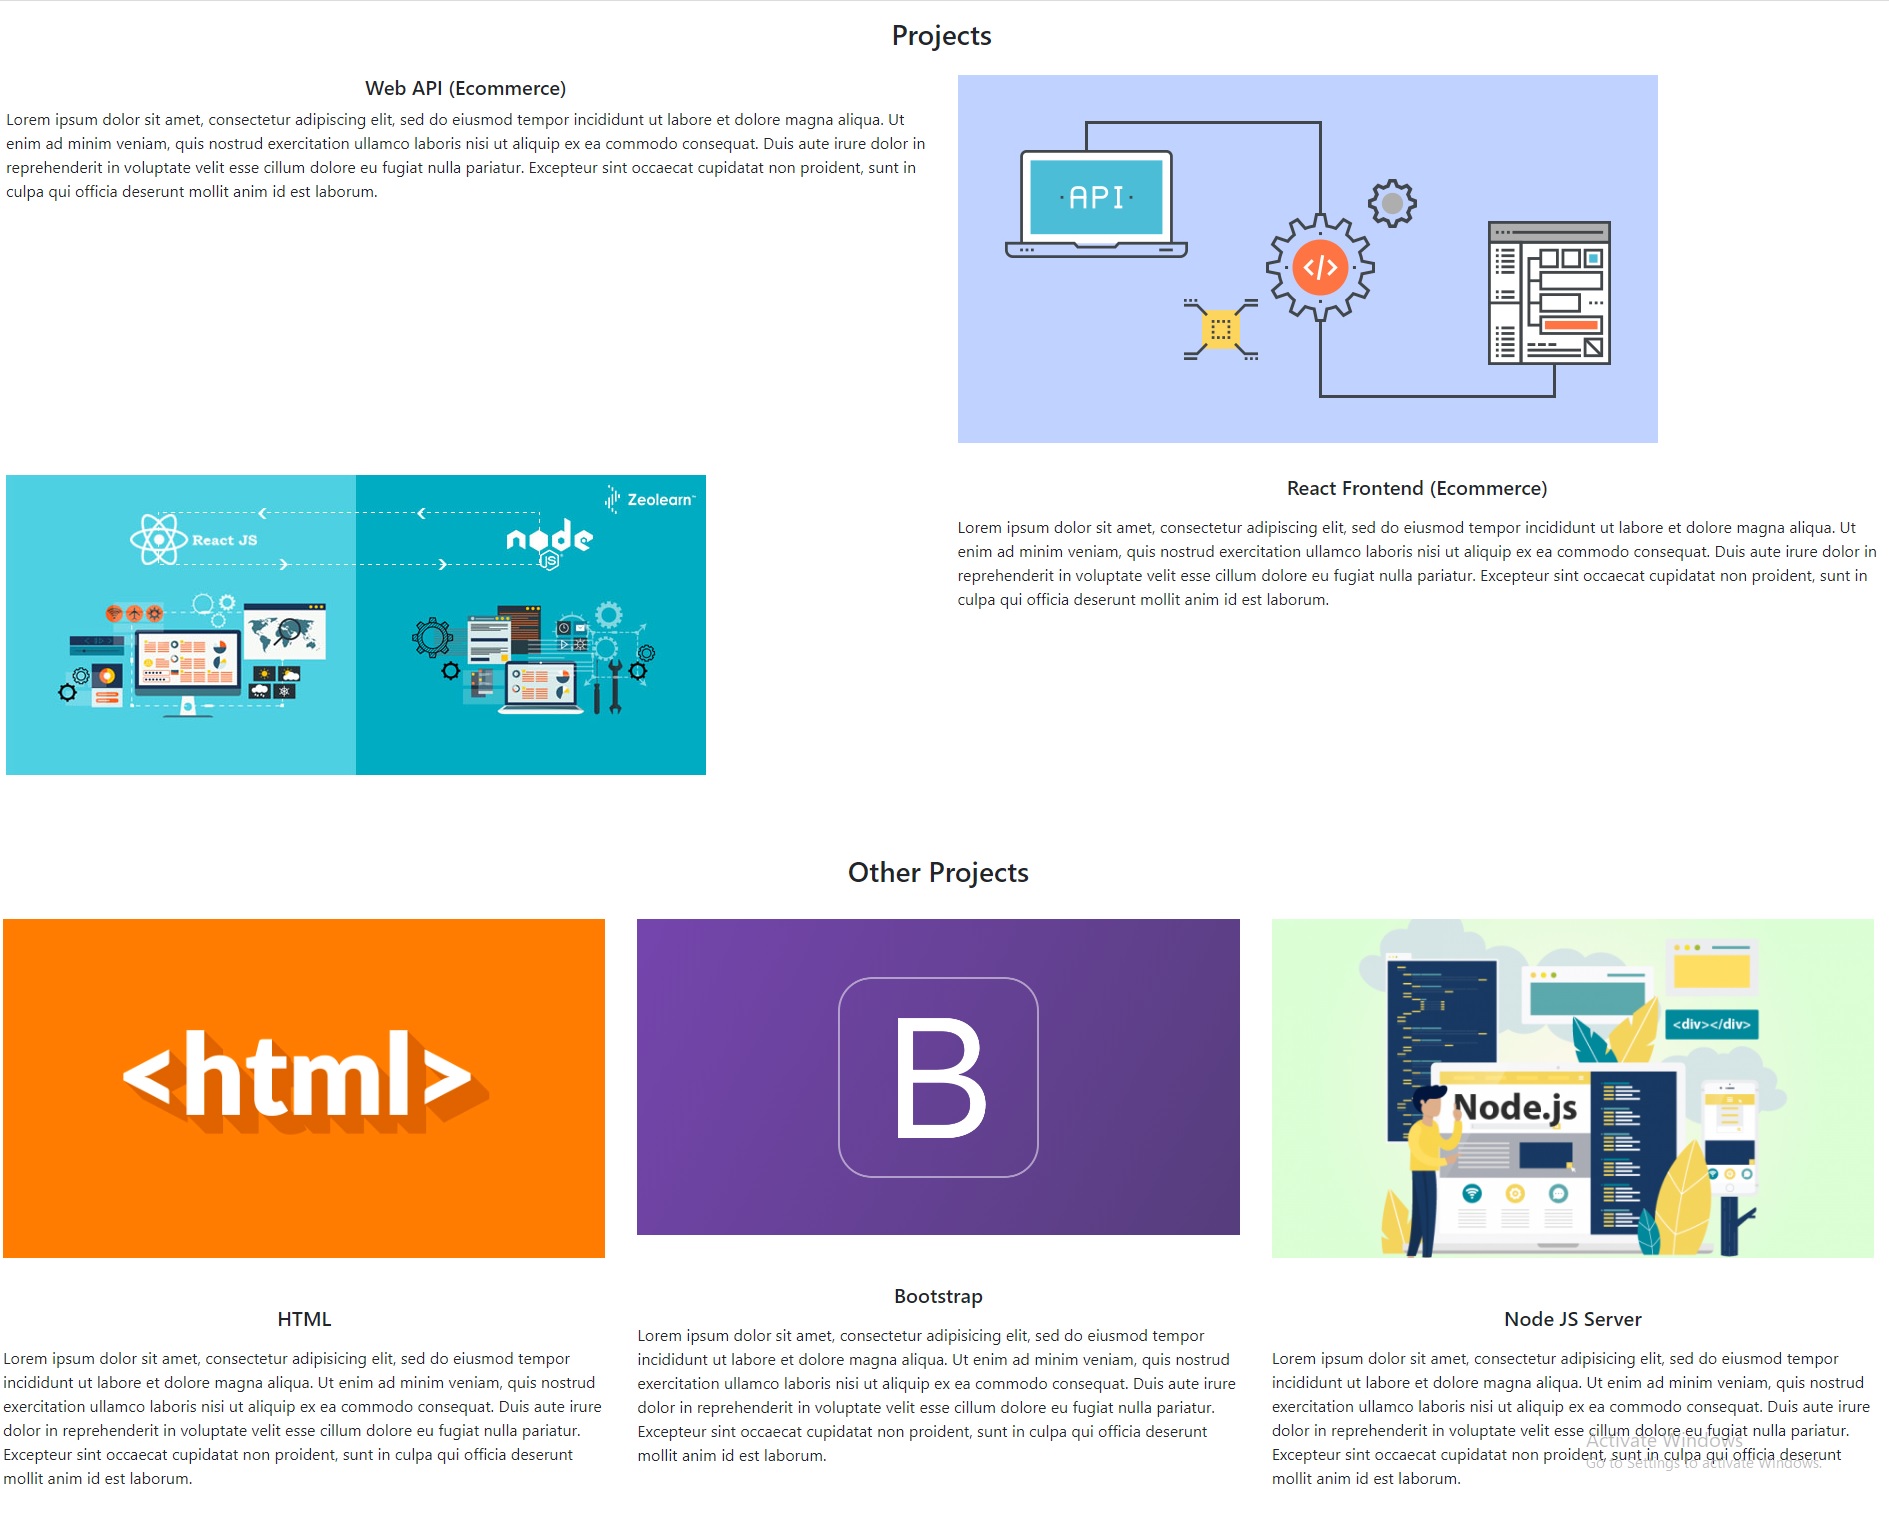 Projects
Web API (Ecommerce)
Lorem ipsum dolor sit amet, consectetur adipiscing elit, sed do eiusmod tempor incididunt ut labore et dolore magna aliqua. Ut
enim ad minim veniam, quis nostrud exercitation ullamco laboris nisi ut aliquip ex ea commodo consequat. Duis aute irure dolor in
reprehenderit in voluptate velit esse cillum dolore eu fugiat nulla pariatur. Excepteur sint occaecat cupidatat non proident, sunt in
culpa qui officia deserunt mollit anim id est laborum.
·API·
</>
Zeolearn™
React JS
node
JS
React Frontend (Ecommerce)
Lorem ipsum dolor sit amet, consectetur adipiscing elit, sed do eiusmod tempor incididunt ut labore et dolore magna aliqua. Ut
enim ad minim veniam, quis nostrud exercitation ullamco laboris nisi ut aliquip ex ea commodo consequat. Duis aute irure dolor in
reprehenderit in voluptate velit esse cillum dolore eu fugiat nulla pariatur. Excepteur sint occaecat cupidatat non proident, sunt in
culpa qui officia deserunt mollit anim id est laborum.
Other Projects
<html>
HTML
Lorem ipsum dolor sit amet, consectetur adipisicing elit, sed do eiusmod tempor
incididunt ut labore et dolore magna aliqua. Ut enim ad minim veniam, quis nostrud
exercitation ullamco laboris nisi ut aliquip ex ea commodo consequat. Duis aute irure
dolor in reprehenderit in voluptate velit esse cillum dolore eu fugiat nulla pariatur.
Excepteur sint occaecat cupidatat non proident, sunt in culpa qui officia deserunt
mollit anim id est laborum.
B
Bootstrap
Lorem ipsum dolor sit amet, consectetur adipisicing elit, sed do eiusmod tempor
incididunt ut labore et dolore magna aliqua. Ut enim ad minim veniam, quis nostrud
exercitation ullamco laboris nisi ut aliquip ex ea commodo consequat. Duis aute irure
dolor in reprehenderit in voluptate velit esse cillum dolore eu fugiat nulla pariatur.
Excepteur sint occaecat cupidatat non proident, sunt in culpa qui officia deserunt
mollit anim id est laborum.
<div></div>
Node.js
Node JS Server
Lorem ipsum dolor sit amet, consectetur adipisicing elit, sed do eiusmod tempor
incididunt ut labore et dolore magna aliqua. Ut enim ad minim veniam, quis nostrud
exercitation ullamco laboris nisi ut aliquip ex ea commodo consequat. Duis aute irure
dolor in reprehenderit in voluptate velit esse cillum dolore eu fugiat nulla pariatur.
Excepteur sint occaecat cupidatat non proident, sunt in culpa qui officia deserunt
mollit anim id est laborum.
Activate Windows
Go to Settings to activate Windows.